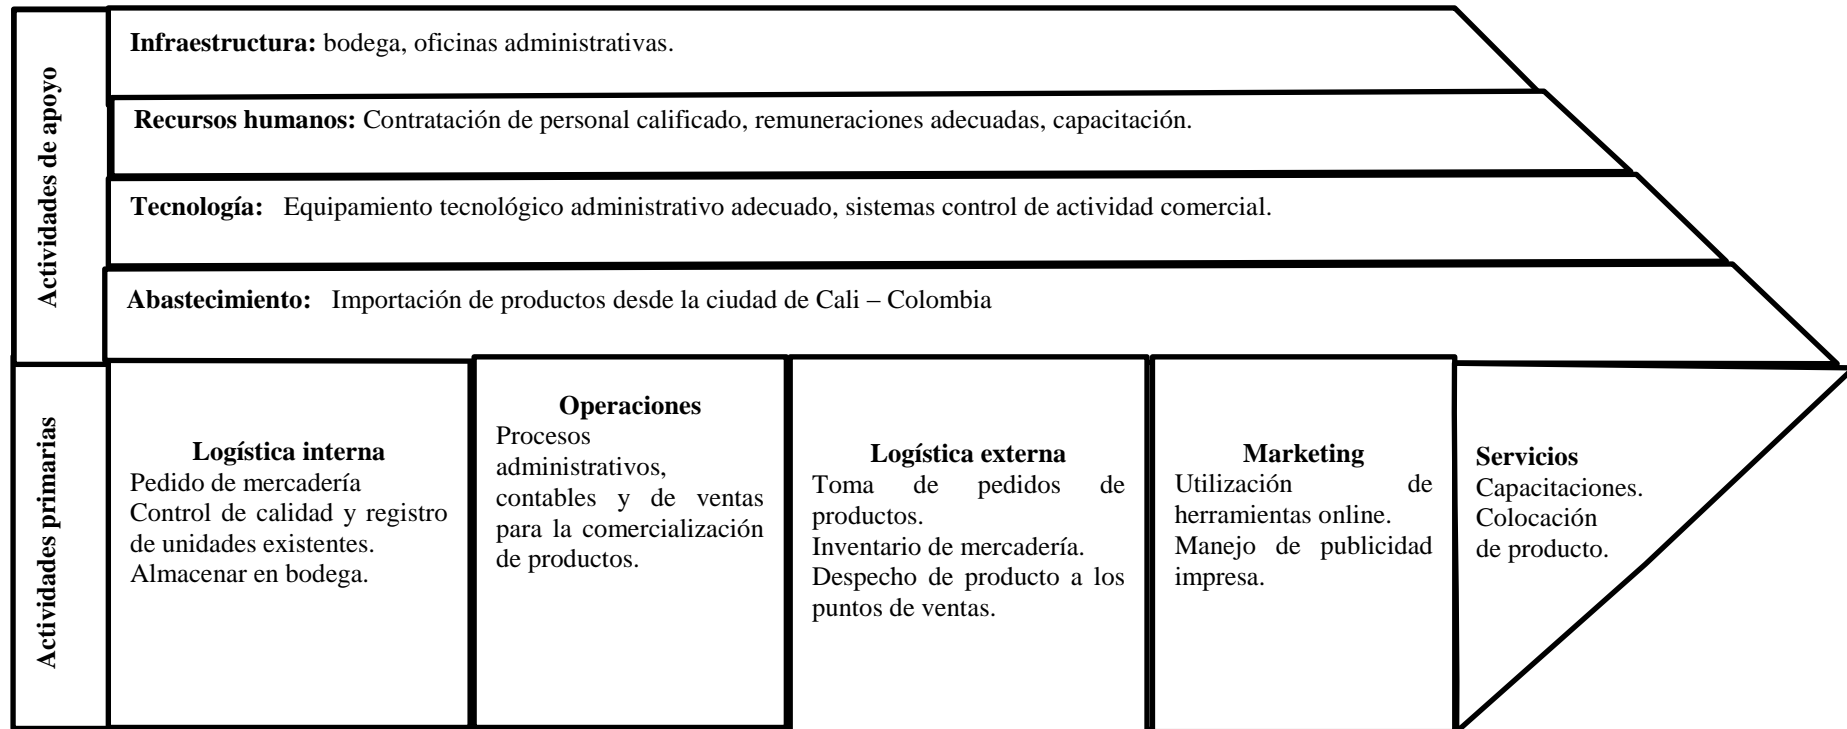 Actividades de apoyo
Infraestructura: bodega, oficinas administrativas.
Recursos humanos: Contratación de personal calificado, remuneraciones adecuadas, capacitación.
Tecnología: Equipamiento tecnológico administrativo adecuado, sistemas control de actividad comercial.
Abastecimiento: Importación de productos desde la ciudad de Cali – Colombia
Actividades primarias
Logística interna
Pedido de mercadería
Control de calidad y registro
de unidades existentes.
Almacenar en bodega.
Operaciones
Procesos
administrativos,
contables y de ventas
para la comercialización
de productos.
Logística externa
Toma de pedidos de
productos.
Inventario de mercadería.
Despecho de producto a los
puntos de ventas.
Marketing
Utilización de
herramientas online.
Manejo de publicidad
impresa.
Servicios
Capacitaciones.
Colocación
de producto.